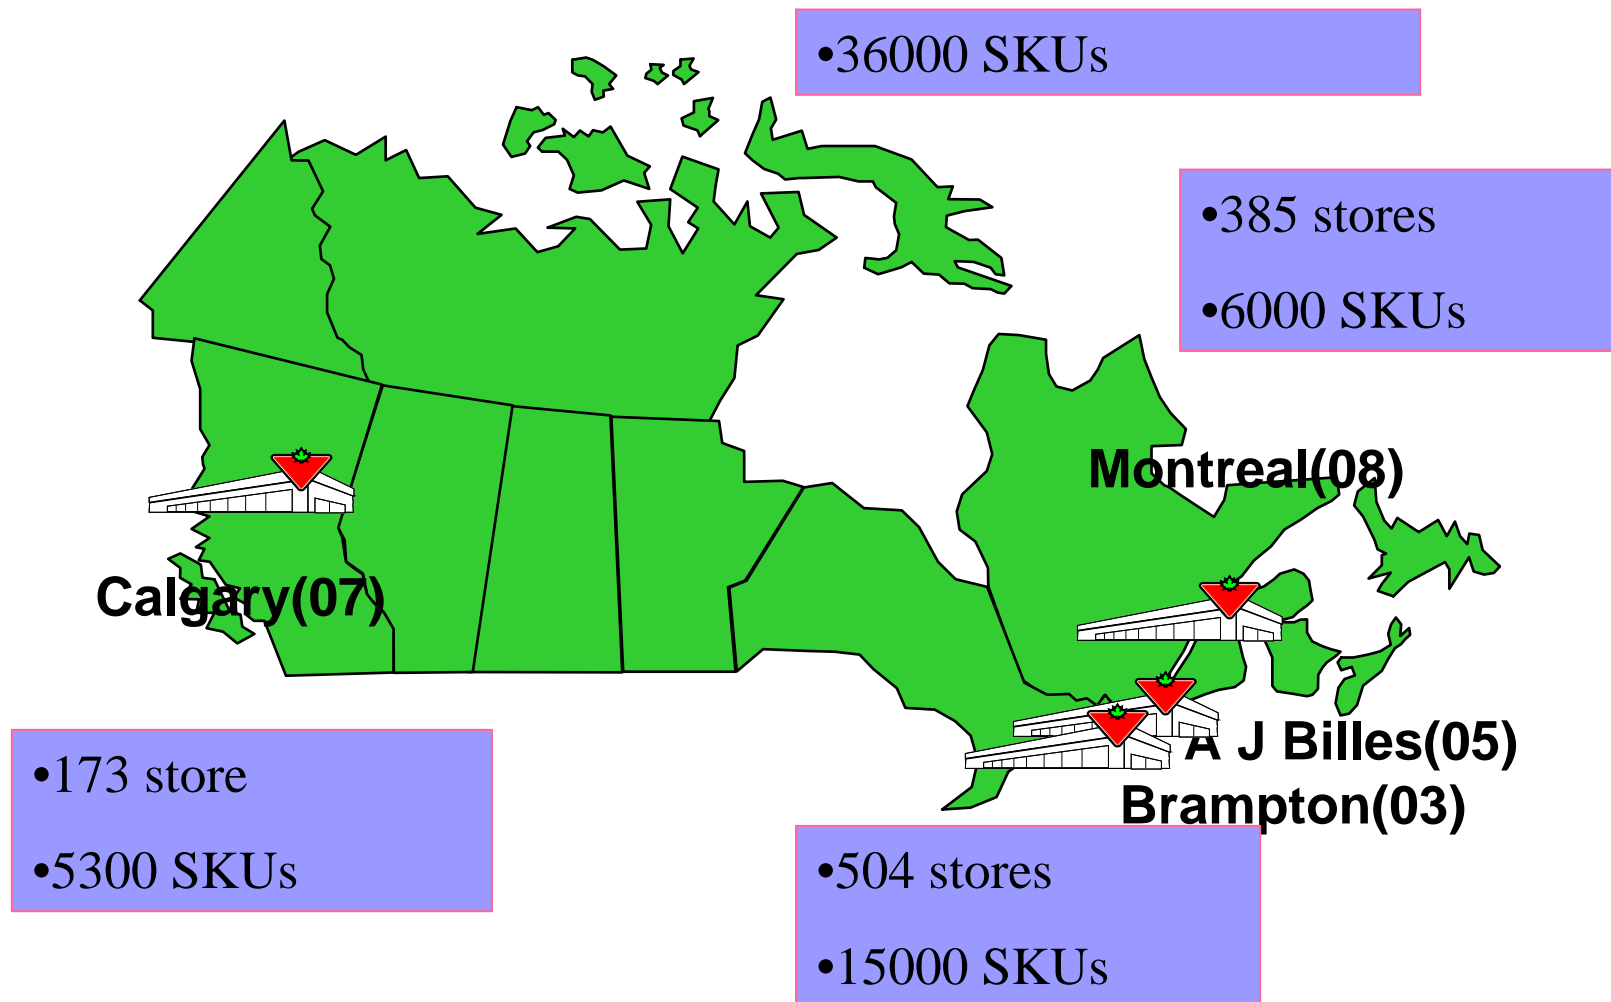 •36000 SKUs
•385 stores
•6000 SKUs
Montreal(08)
Calgary(07)
A J Billes(05)
Brampton(03)
•173 store
•5300 SKUs
•504 stores
•15000 SKUs